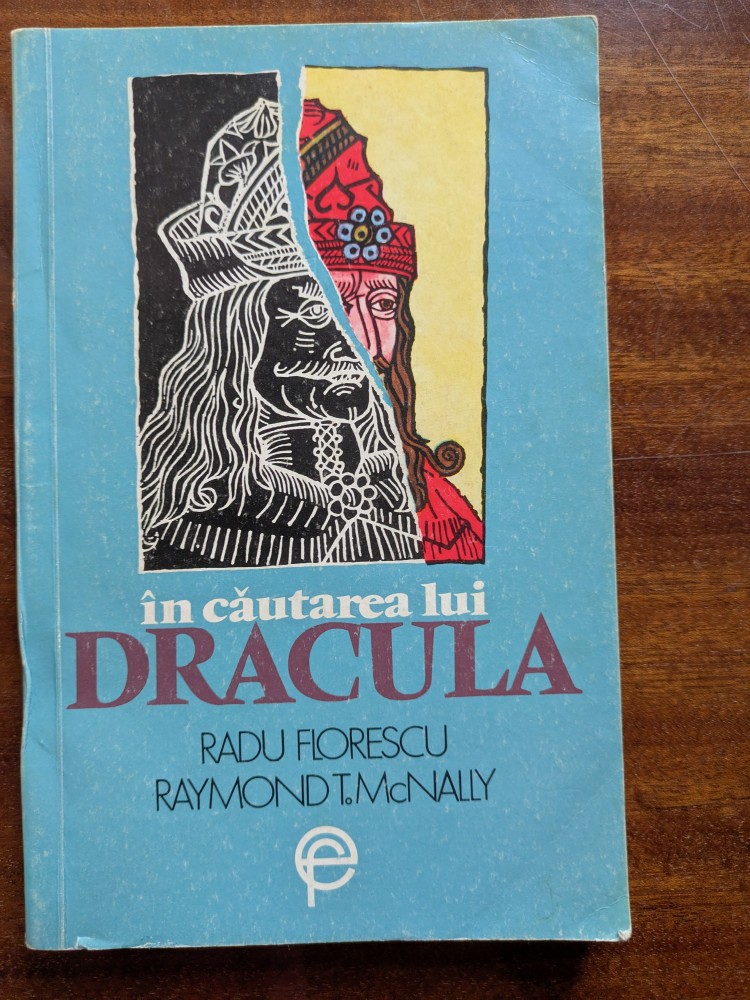 în căutarea lui
DRACULA
RADU FLORESCU
RAYMOND T. McNALLY